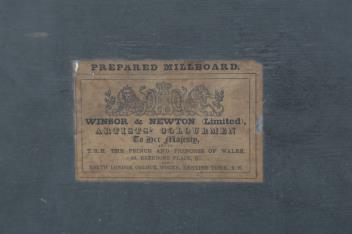 PREPARED MILLBOARD.
WINSOR & NEWTON (Limited),
ARTISTS' COLOURMEN
To Her Majesty,
T.R.H. THE PRINCE AND PRINCESS OF WALES.
38, RATHBONE PLACE, W.
NORTH LONDON COLOUR WORKS, KENTISH TOWN, N.W.